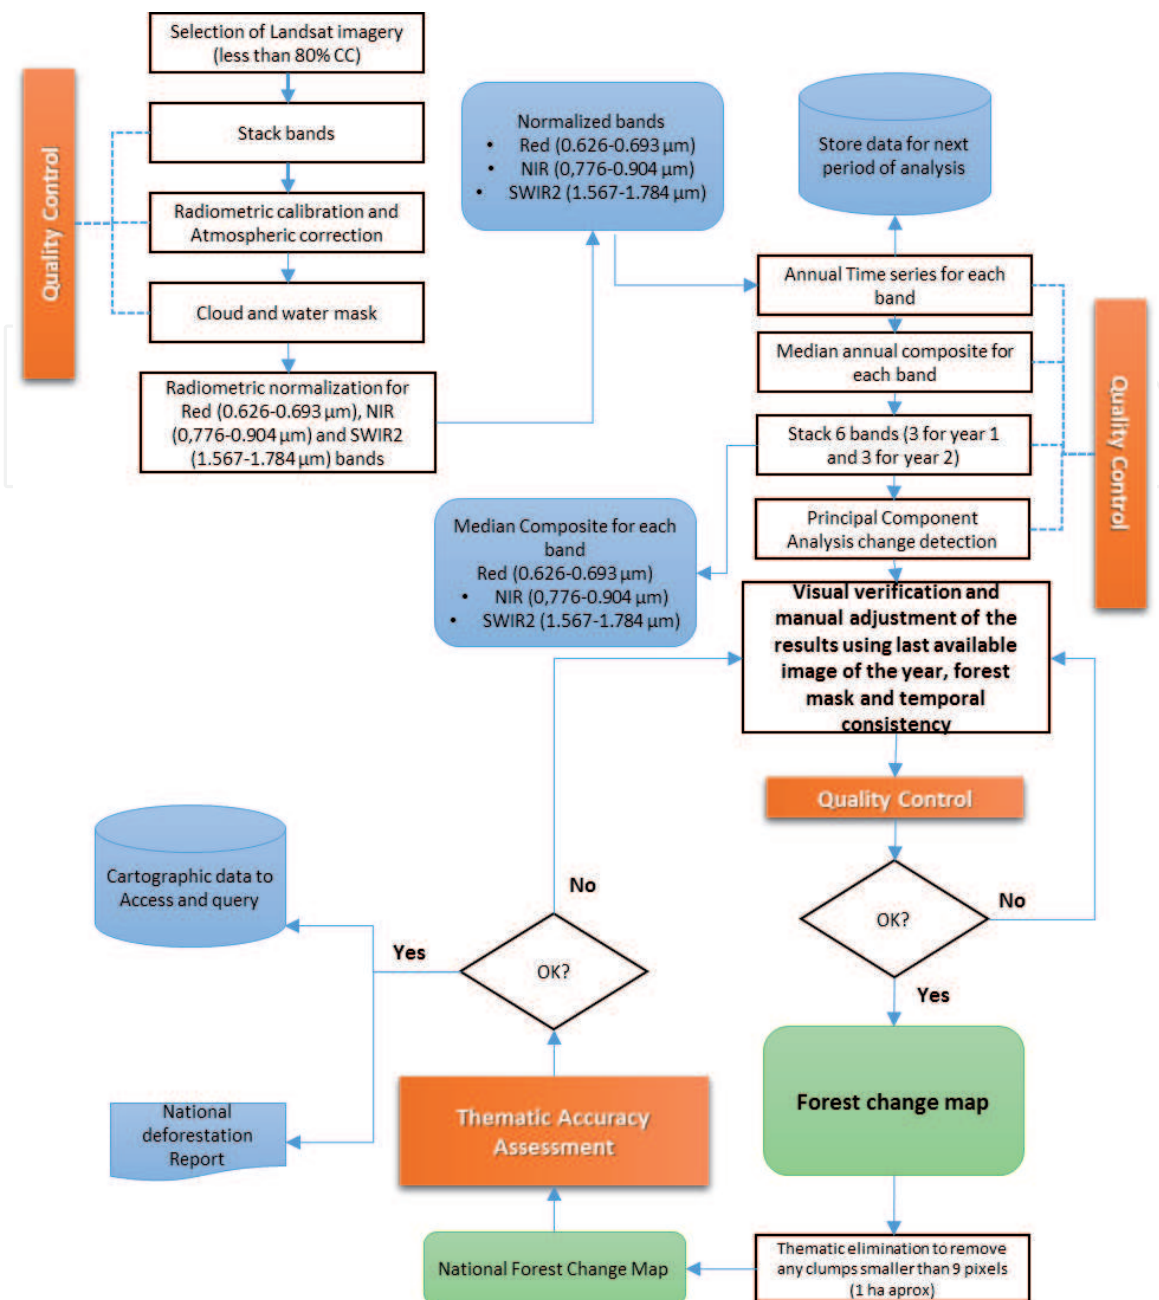 Selection of Landsat imagery
(less than 80% CC)
Stack bands
Quality Control
Radiometric calibration and
Atmospheric correction
Cloud and water mask
Radiometric normalization for
Red (0.626-0.693 µm), NIR
(0,776-0.904 µm) and SWIR2
(1.567-1.784 µm) bands
Normalized bands
• Red (0.626-0.693 µm)
• NIR (0,776-0.904 µm)
• SWIR2 (1.567-1.784 µm)
Store data for next
period of analysis
Annual Time series for each
band
Median annual composite for
each band
Stack 6 bands (3 for year 1
and 3 for year 2)
Principal Component
Analysis change detection
Quality Control
Median Composite for each
band
Red (0.626-0.693 µm)
• NIR (0,776-0.904 µm)
• SWIR2 (1.567-1.784 µm)
Visual verification and
manual adjustment of the
results using last available
image of the year, forest
mask and temporal
consistency
Quality Control
OK?
No
Yes
Forest change map
Thematic elimination to remove
any clumps smaller than 9 pixels
(1 ha aprox)
National Forest Change Map
Thematic Accuracy
Assessment
OK?
No
Yes
Cartographic data to
Access and query
National
deforestation
Report